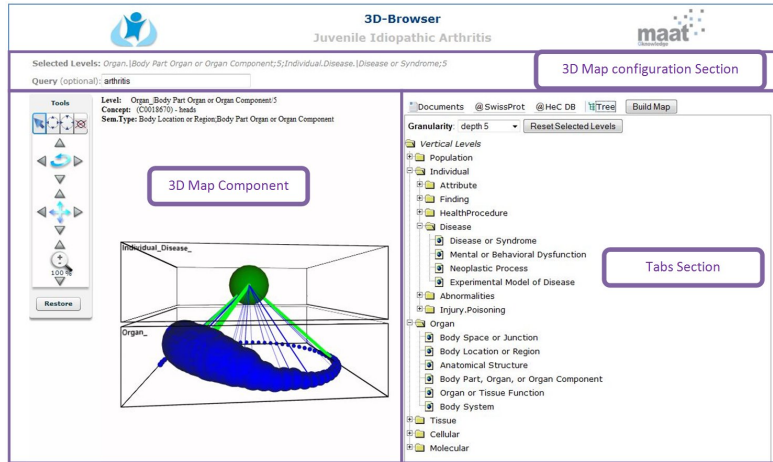 3D-Browser
Juvenile Idiopathic Arthritis
maat
Selected Levels: Organ.|Body Part Organ or Organ Component;5;Individual.Disease.|Disease or Syndrome;5
Query (optional): arthritis
3D Map configuration Section
Tools
100 %
Restore
Level: Organ_|Body Part Organ or Organ Component/5
Concept: (C0018670) - heads
Sem.Type: Body Location or Region;Body Part Organ or Organ Component
3D Map Component
Individual_Disease_
Organ_
Documents @SwissProt @HeC DB Tree Build Map
Granularity: depth 5 Reset Selected Levels
Vertical Levels
Population
Individual
Attribute
Finding
HealthProcedure
Disease
Disease or Syndrome
Mental or Behavioral Dysfunction
Neoplastic Process
Experimental Model of Disease
Abnormalities
Injury.Poisoning
Organ
Body Space or Junction
Body Location or Region
Anatomical Structure
Body Part, Organ, or Organ Component
Organ or Tissue Function
Body System
Tissue
Cellular
Molecular
Tabs Section